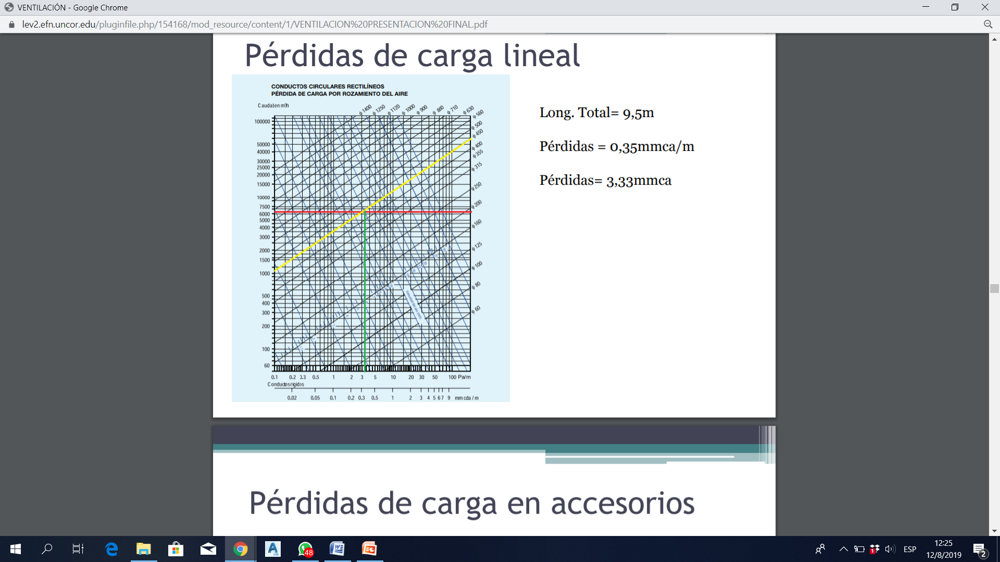 VENTILACIÓN - Google Chrome
lev2.efn.uncor.edu/pluginfile.php/154168/mod_resource/content/1/VENTILACION%20PRESENTACION%20FINAL.pdf
Pérdidas de carga lineal
CONDUCTOS CIRCULARES RECTILÍNEOS
PÉRDIDA DE CARGA POR ROZAMIENTO DEL AIRE
Caudal en m³/h
ϕ 1400
ϕ 1250
ϕ 1120
ϕ 1000
ϕ 900
ϕ 800
ϕ 710
ϕ 630
ϕ 560
ϕ 500
ϕ 450
ϕ 400
ϕ 355
ϕ 315
ϕ 250
ϕ 200
ϕ 160
ϕ 125
ϕ 100
ϕ 80
ϕ 60
100000
50000
40000
30000
25000
20000
15000
10000
7500
6000
5000
4000
3000
2000
1500
1000
500
400
300
200
100
60
0.1 0.2 0.3 0.5 1 2 3 5 10 20 30 50 100 Pa/m
Conductos rigidos
0.02 0.05 0.1 0.2 0.3 0.5 1 2 3 4 5 6 7 9 mm cda / m
Long. Total= 9,5m
Pérdidas = 0,35mmca/m
Pérdidas= 3,33mmca
Pérdidas de carga en accesorios
48
1
ESP
12:25
12/8/2019
2